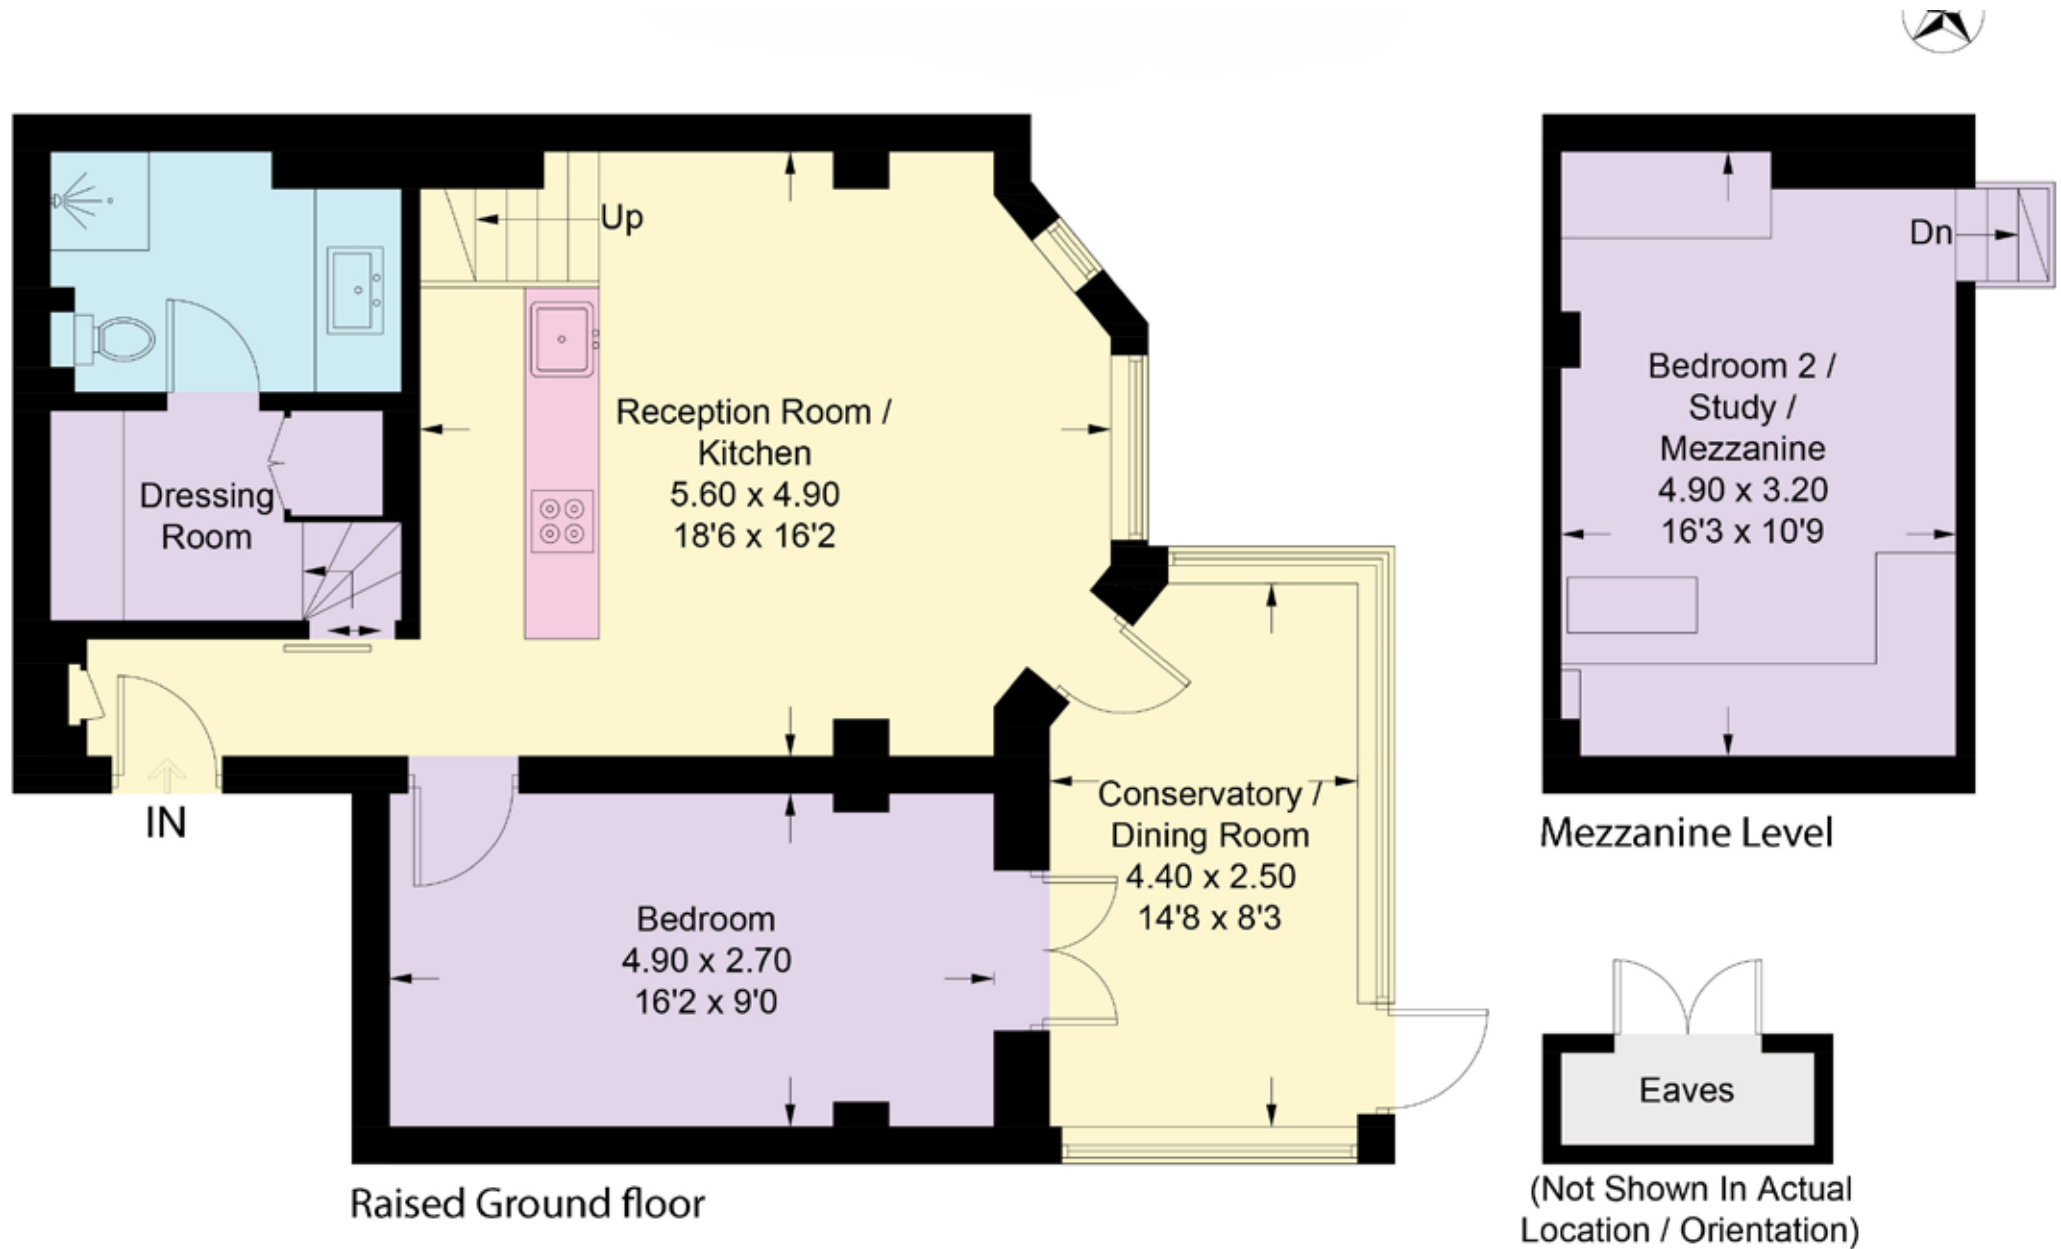 Up
Reception Room /
Kitchen
5.60 x 4.90
18'6 x 16'2
Dressing
Room
IN
Bedroom
4.90 x 2.70
16'2 x 9'0
Conservatory /
Dining Room
4.40 x 2.50
14'8 x 8'3
Raised Ground floor
Dn
Bedroom 2 /
Study /
Mezzanine
4.90 x 3.20
16'3 x 10'9
Mezzanine Level
Eaves
(Not Shown In Actual
Location / Orientation)